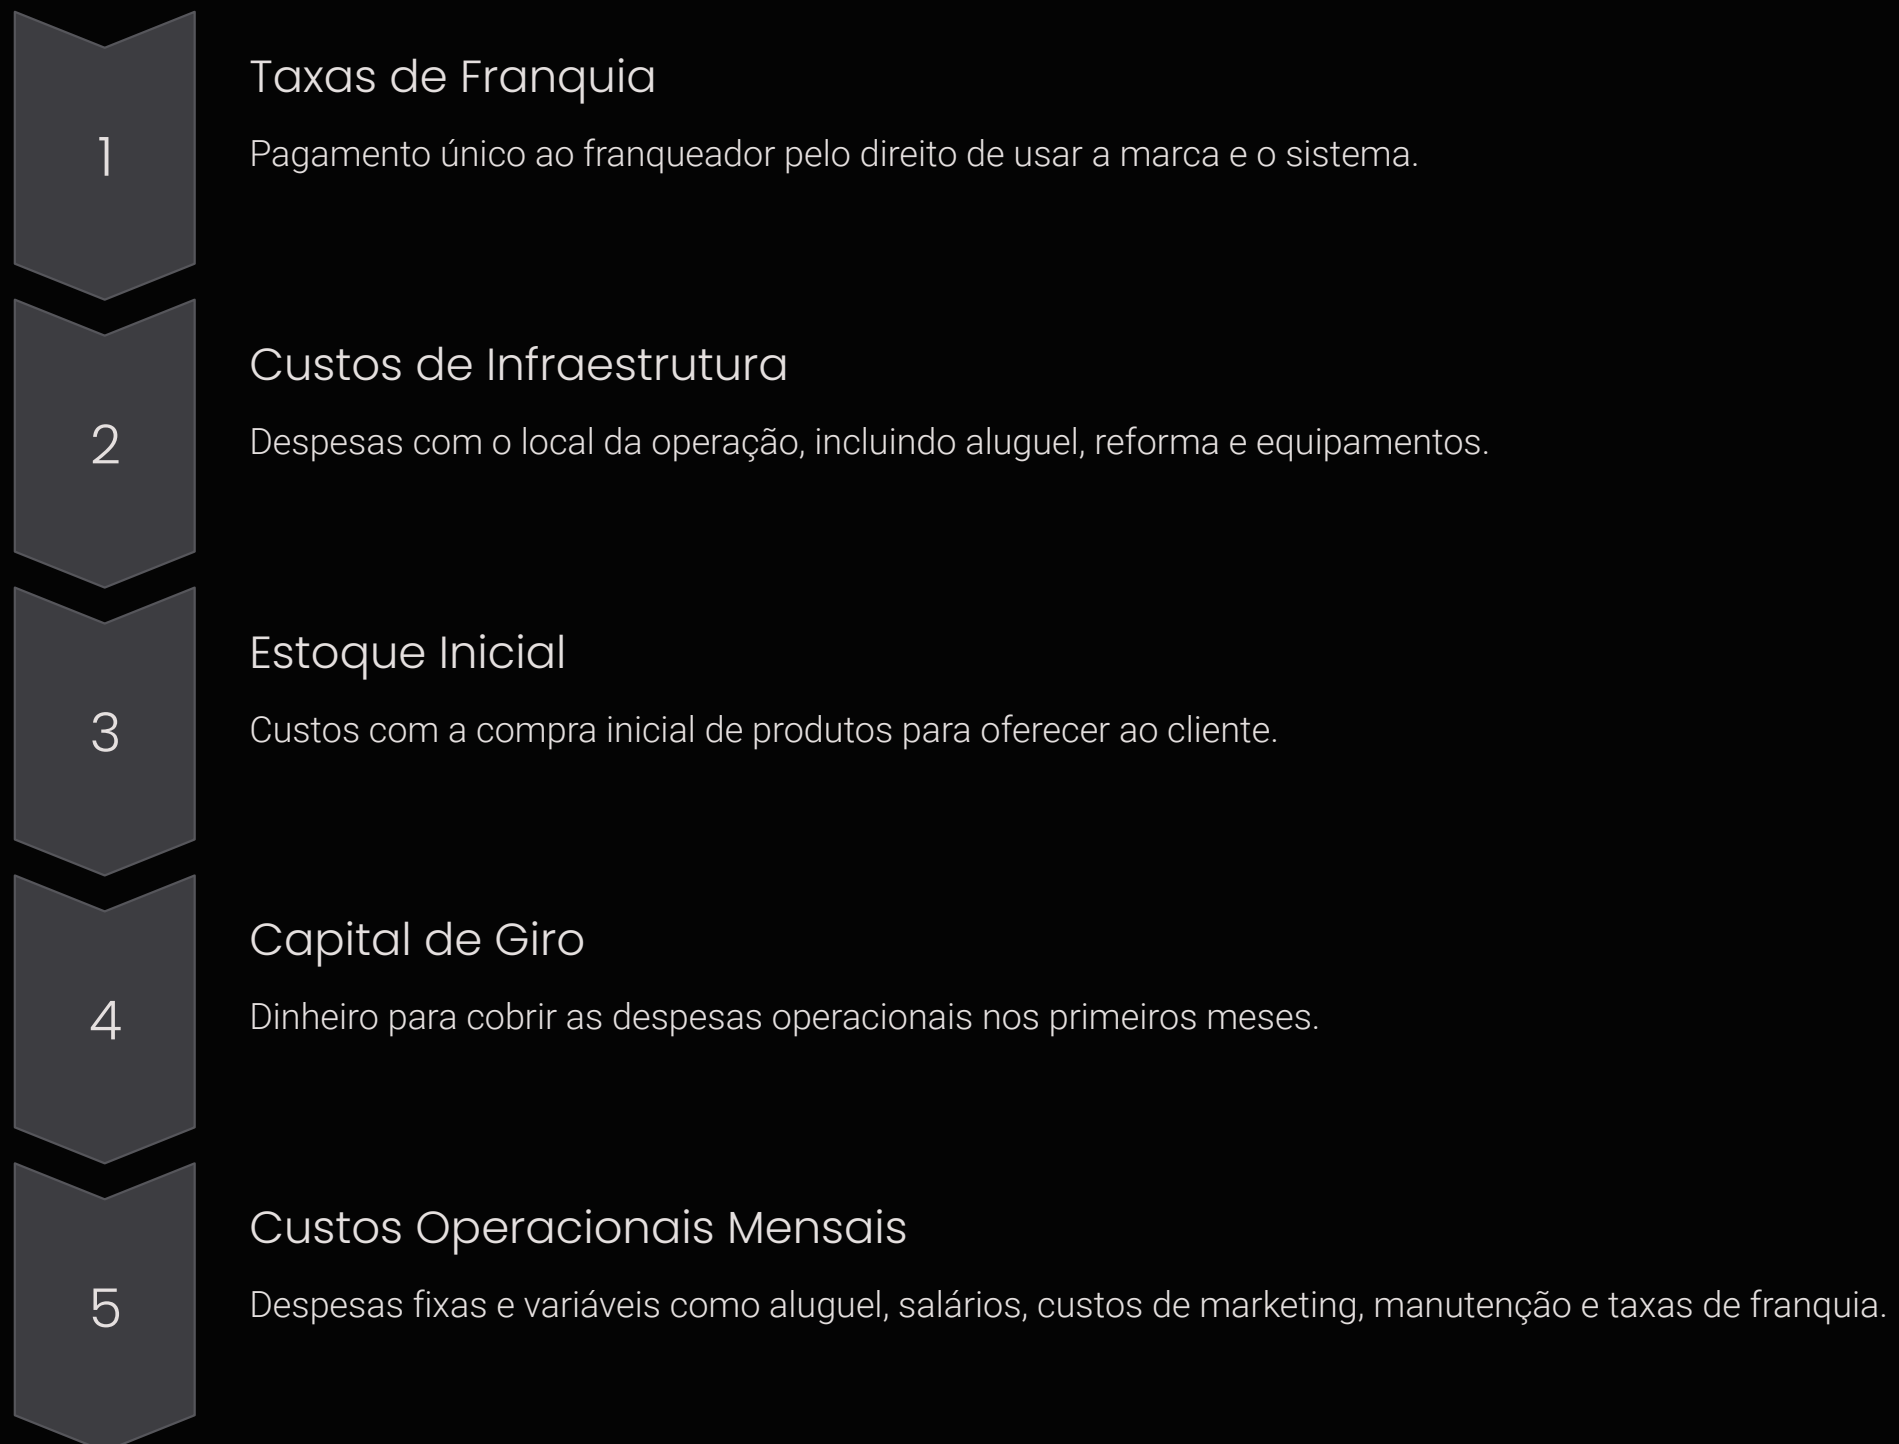 1
Taxas de Franquia
Pagamento único ao franqueador pelo direito de usar a marca e o sistema.
2
Custos de Infraestrutura
Despesas com o local da operação, incluindo aluguel, reforma e equipamentos.
3
Estoque Inicial
Custos com a compra inicial de produtos para oferecer ao cliente.
4
Capital de Giro
Dinheiro para cobrir as despesas operacionais nos primeiros meses.
5
Custos Operacionais Mensais
Despesas fixas e variáveis como aluguel, salários, custos de marketing, manutenção e taxas de franquia.